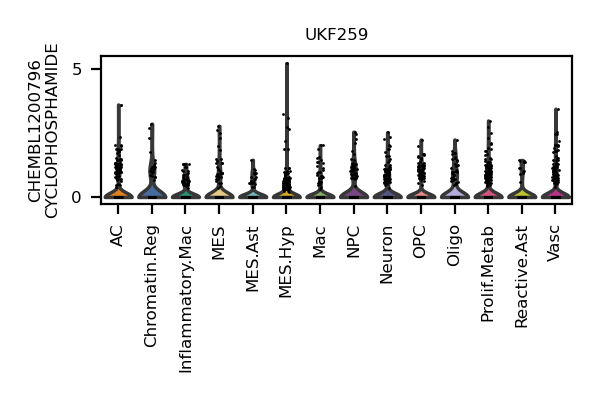 UKF259
CHEMBL1200796
CYCLOPHOSPHAMIDE
5
0
AC
Chromatin.Reg
Inflammatory.Mac
MES
MES.Ast
MES.Hyp
Mac
NPC
Neuron
OPC
Oligo
Prolif.Metab
Reactive.Ast
Vasc